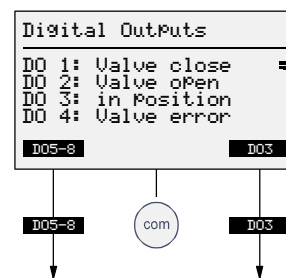 Digital Outputs
DO 1: Valve close
DO 2: Valve open
DO 3: in position
DO 4: Valve error
DO5-8 DO3
DO5-8 com DO3